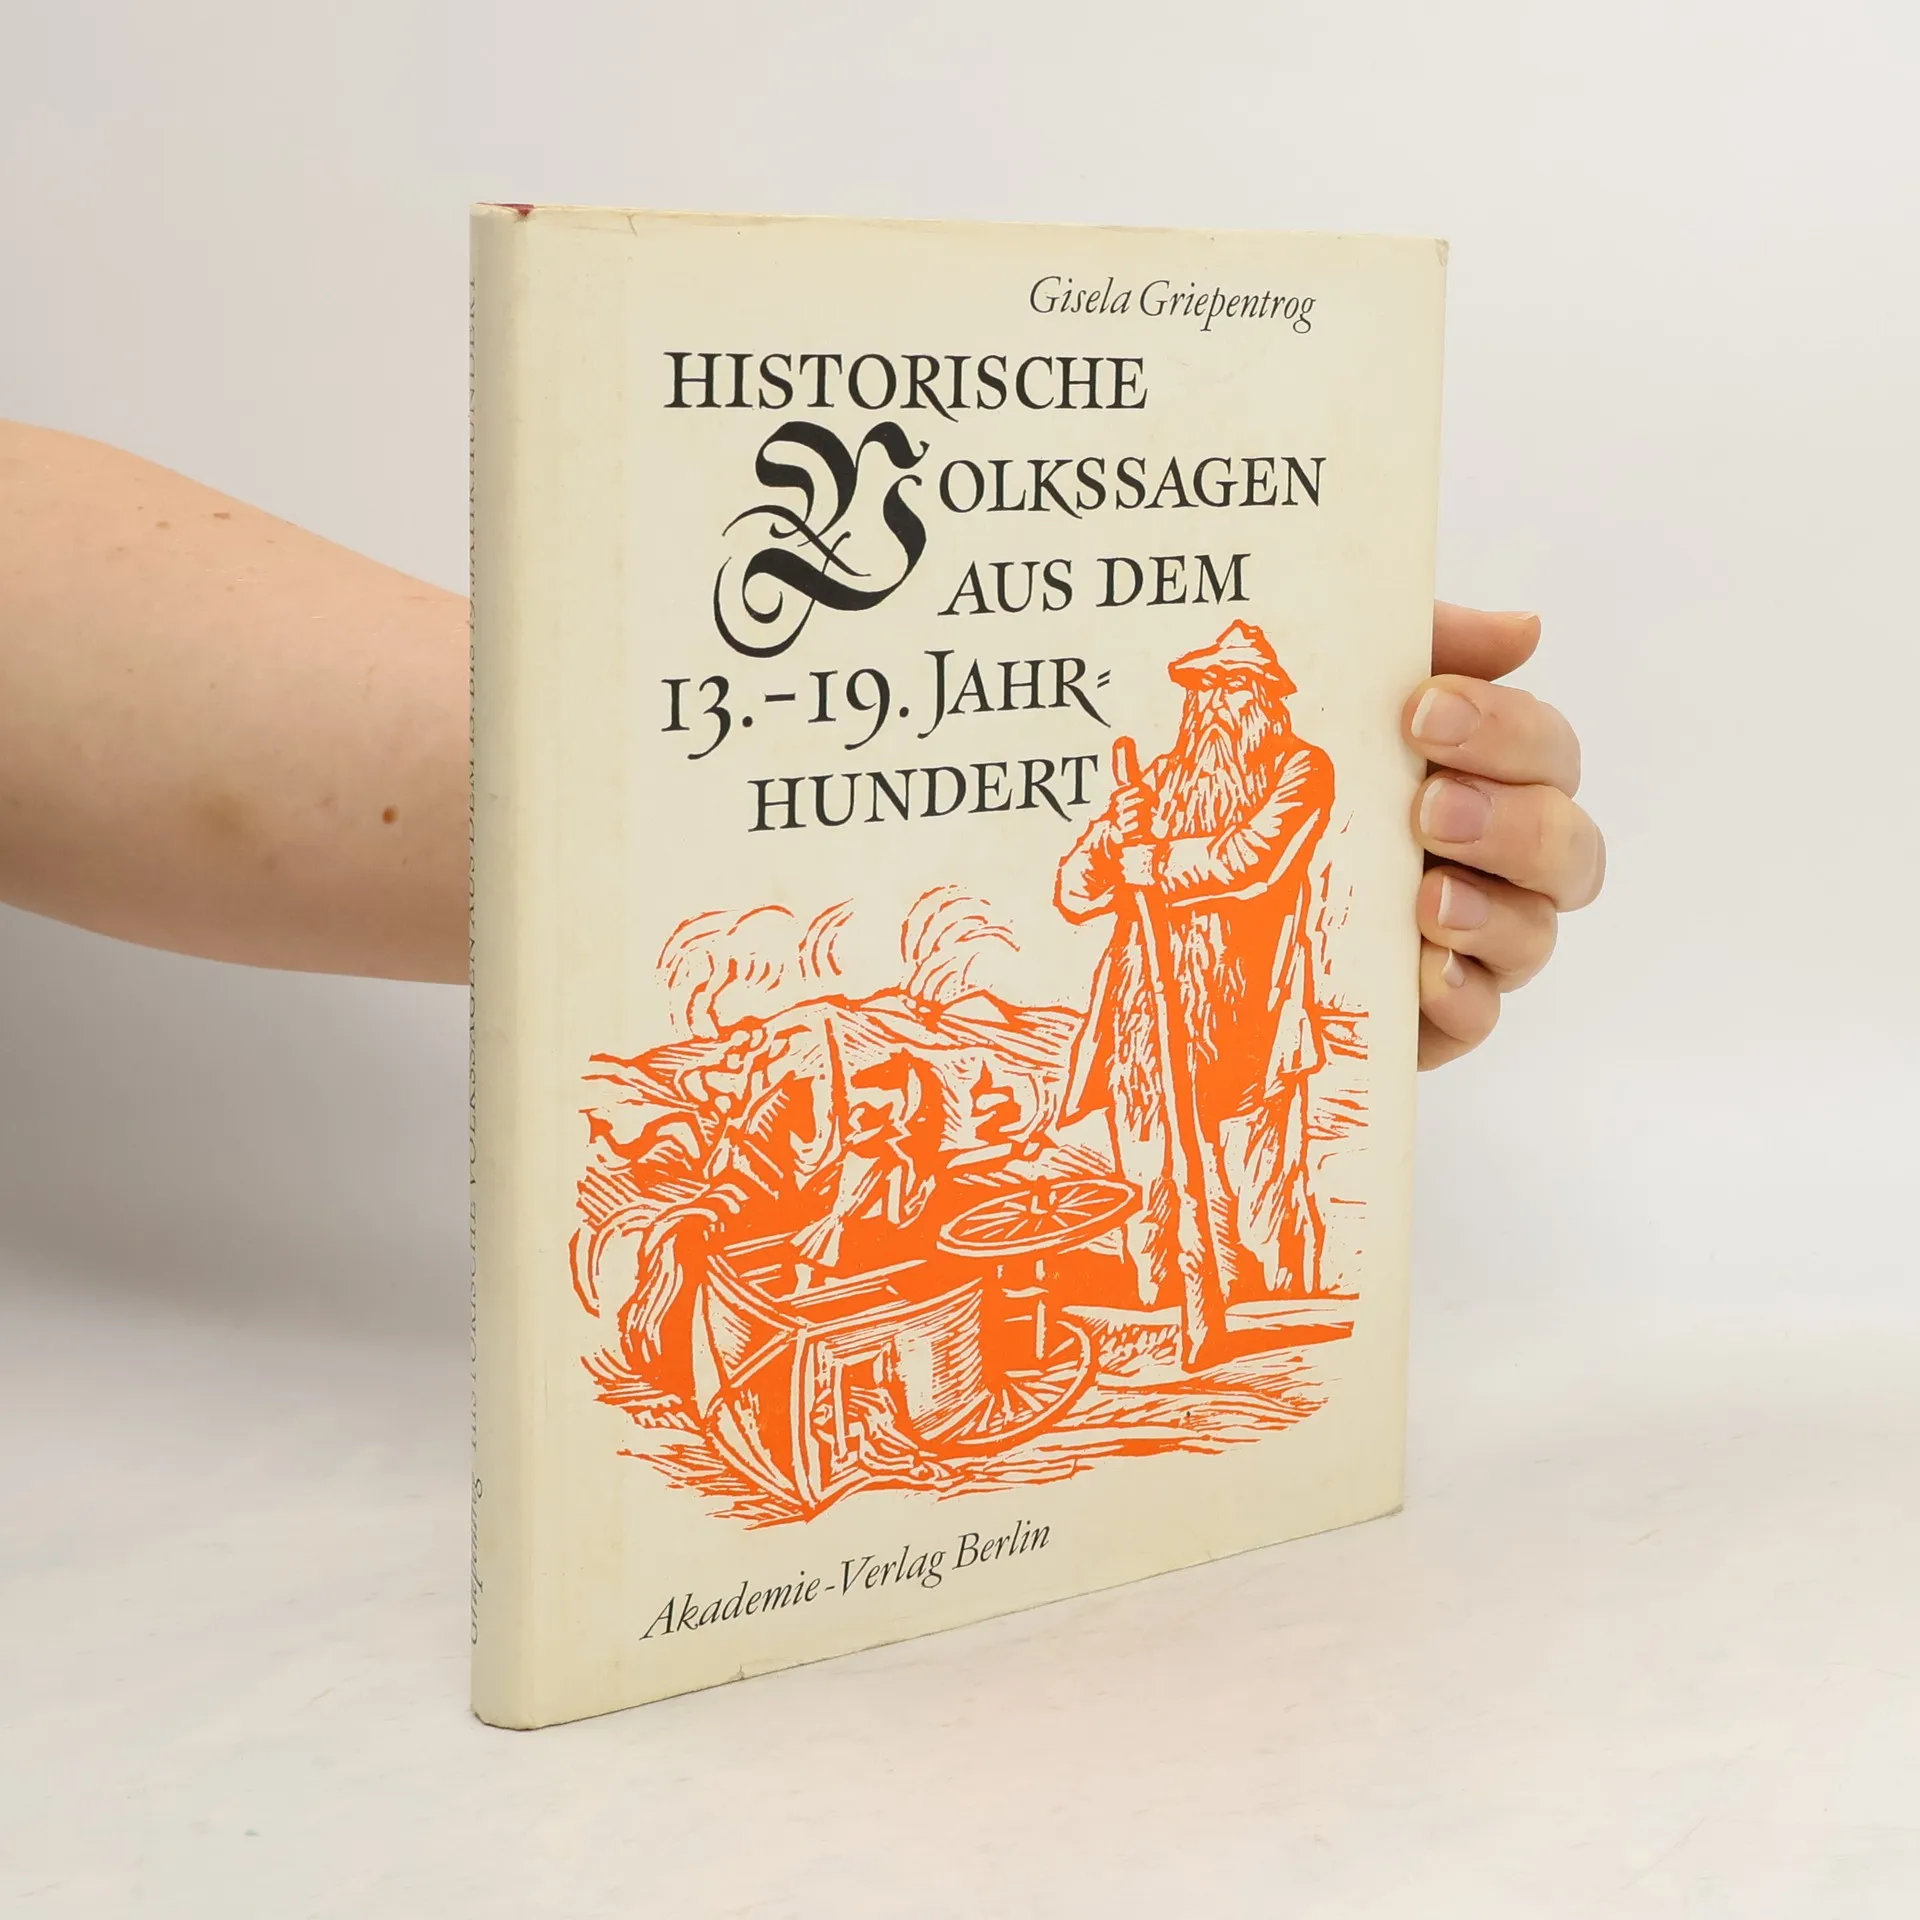 Gisela Griepentrog
HISTORISCHE
VOLKSSAGEN
AUS DEM
13.-19. JAHR-
HUNDERT
Akademie-Verlag Berlin